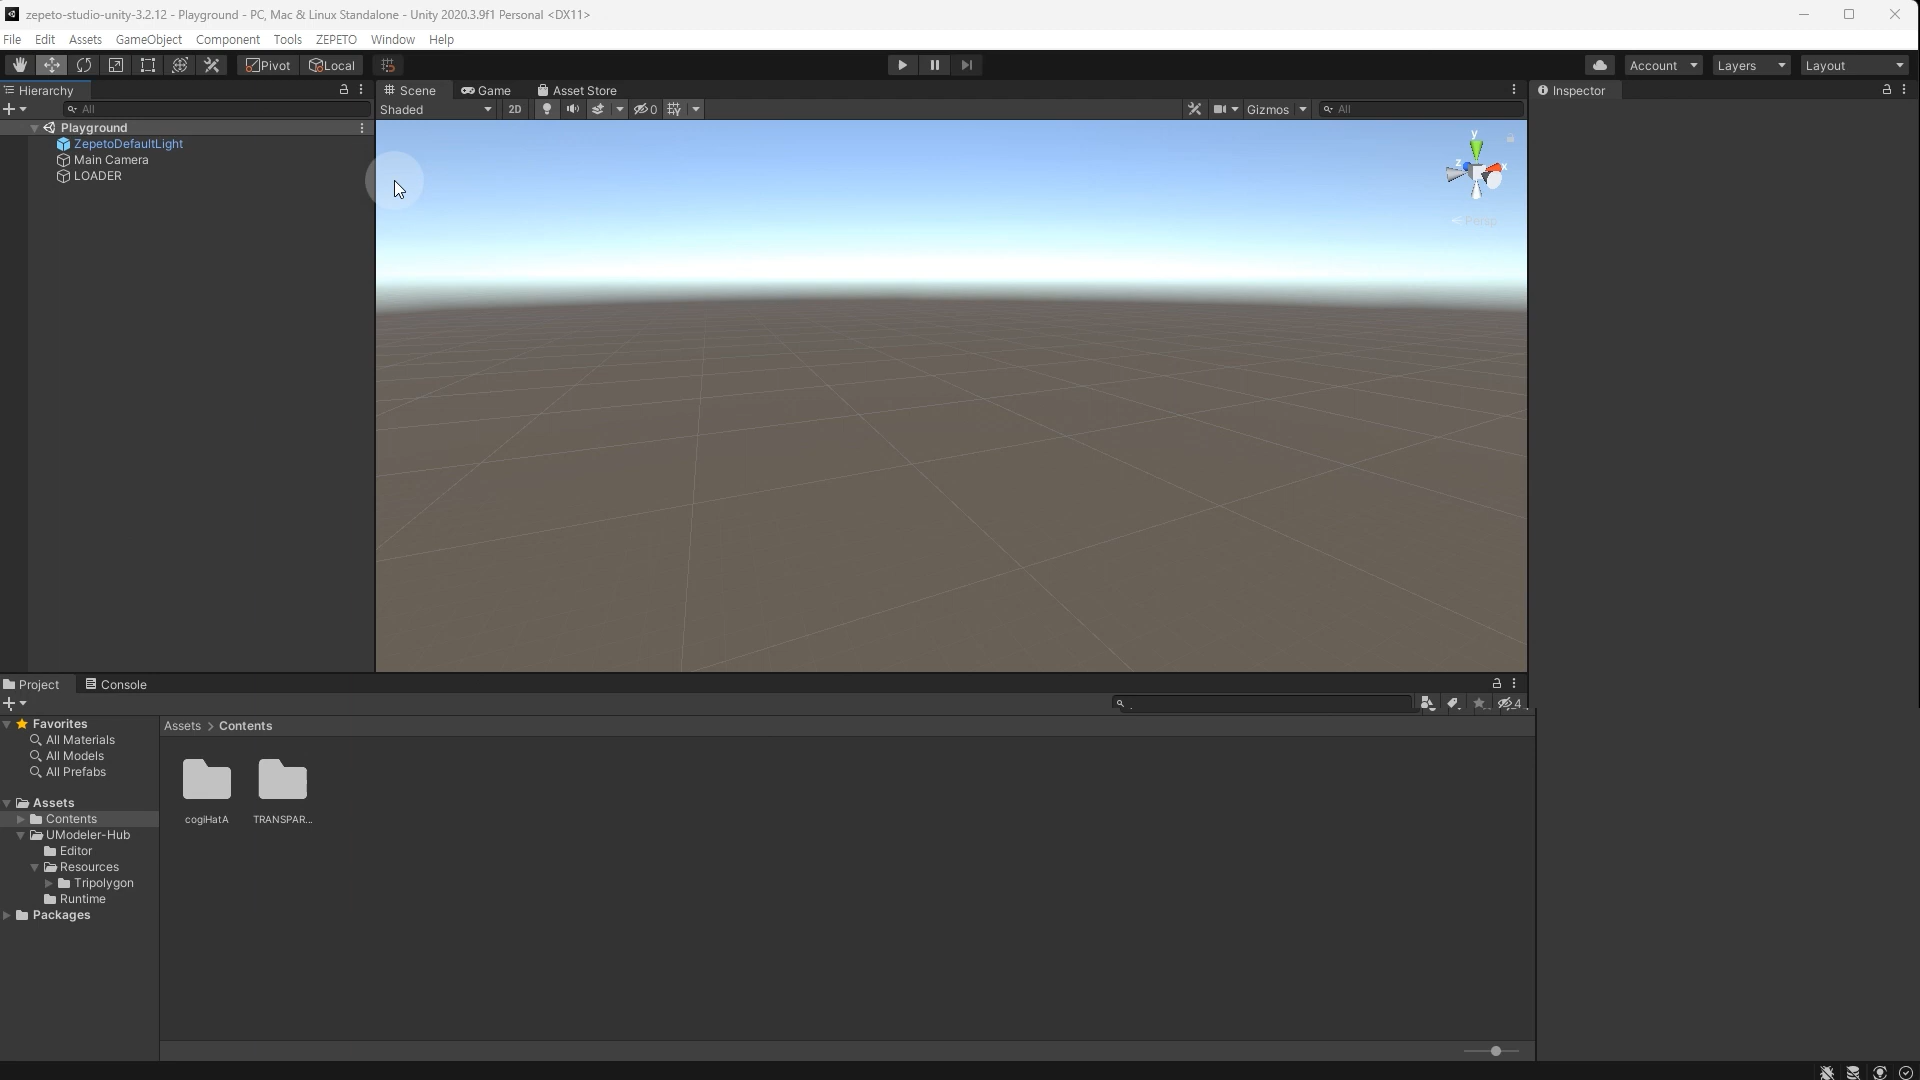 zepeto-studio-unity-3.2.12 - Playground - PC, Mac & Linux Standalone - Unity 2020.3.9f1 Personal <DX11>
File Edit Assets GameObject Component Tools ZEPETO Window Help
Pivot Local Account Layers Layout
Hierarchy Scene Game Asset Store Inspector
All Shaded 2D 0 Gizmos All
Playground
ZepetoDefaultLight
Main Camera
LOADER
y
z
x
Persp
Project Console
4
Favorites
All Materials
All Models
All Prefabs
Assets
Contents
UModeler-Hub
Editor
Resources
Tripolygon
Runtime
Packages
Assets > Contents
cogiHatA TRANSPAR...